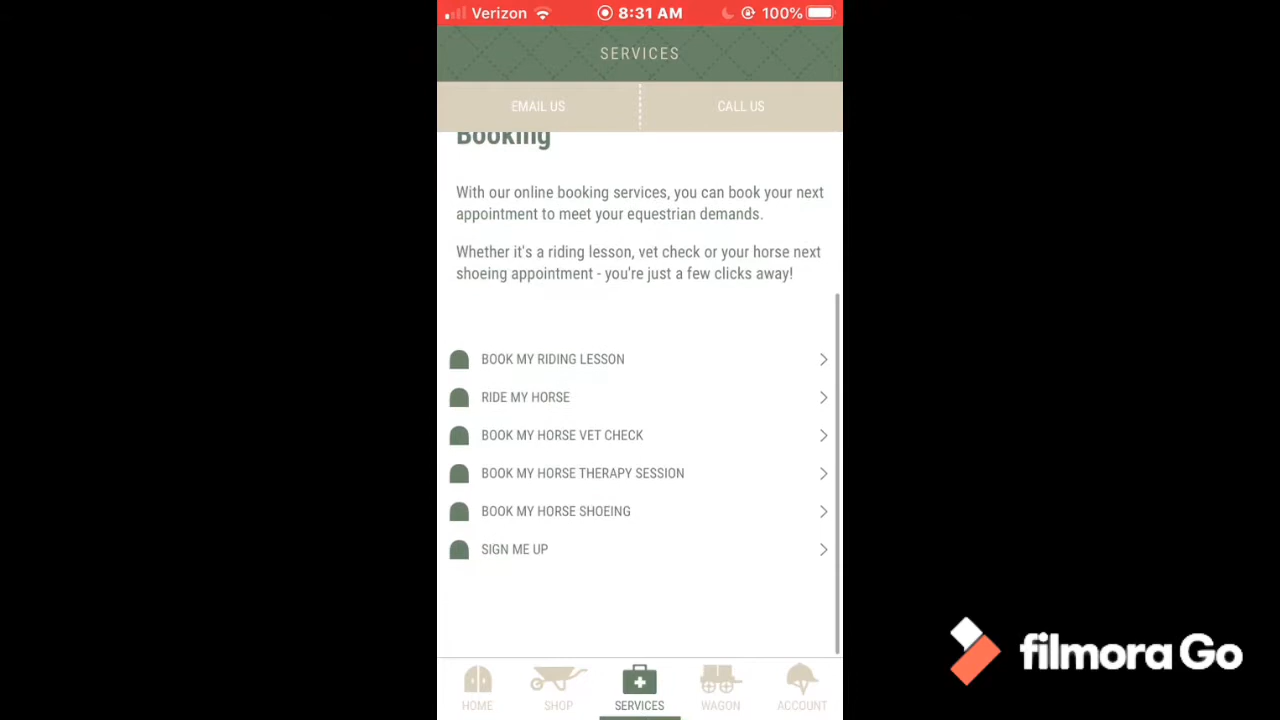 Verizon 8:31 AM 100%
SERVICES
EMAIL US CALL US
Booking
With our online booking services, you can book your next
appointment to meet your equestrian demands.
Whether it's a riding lesson, vet check or your horse next
shoeing appointment - you're just a few clicks away!
BOOK MY RIDING LESSON
RIDE MY HORSE
BOOK MY HORSE VET CHECK
BOOK MY HORSE THERAPY SESSION
BOOK MY HORSE SHOEING
SIGN ME UP
HOME SHOP SERVICES WAGON ACCOUNT
filmora Go